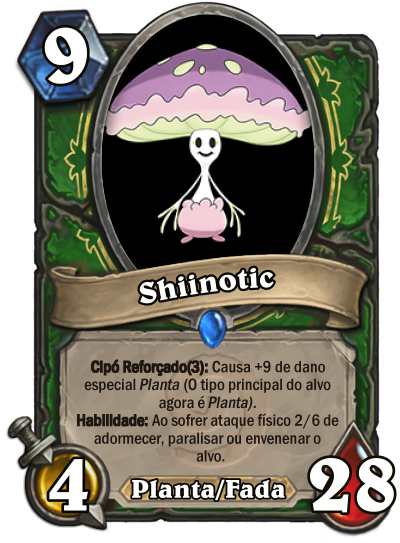 9
Shiinotic
Cipó Reforçado(3): Causa +9 de dano
especial Planta (O tipo principal do alvo
agora é Planta).
Habilidade: Ao sofrer ataque físico 2/6 de
adormecer, paralisar ou envenenar o
alvo.
4
Planta/Fada
28